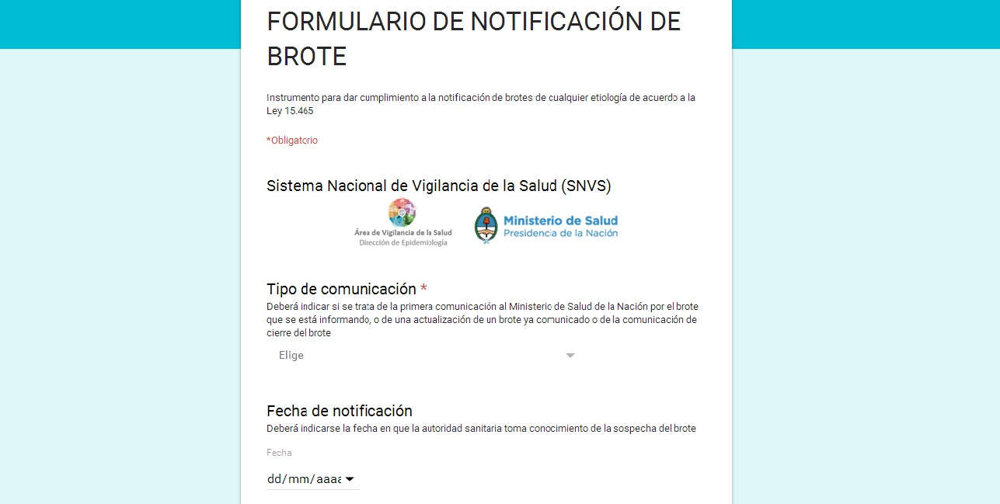 FORMULARIO DE NOTIFICACIÓN DE
BROTE
Instrumento para dar cumplimiento a la notificación de brotes de cualquier etiología de acuerdo a la
Ley 15.465
*Obligatorio
Sistema Nacional de Vigilancia de la Salud (SNVS)
Área de Vigilancia de la Salud
Dirección de Epidemiología
Ministerio de Salud
Presidencia de la Nación
Tipo de comunicación *
Deberá indicar si se trata de la primera comunicación al Ministerio de Salud de la Nación por el brote
que se está informando, o de una actualización de un brote ya comunicado o de la comunicación de
cierre del brote
Elige
Fecha de notificación
Deberá indicarse la fecha en que la autoridad sanitaria toma conocimiento de la sospecha del brote
Fecha
dd/mm/aaaa